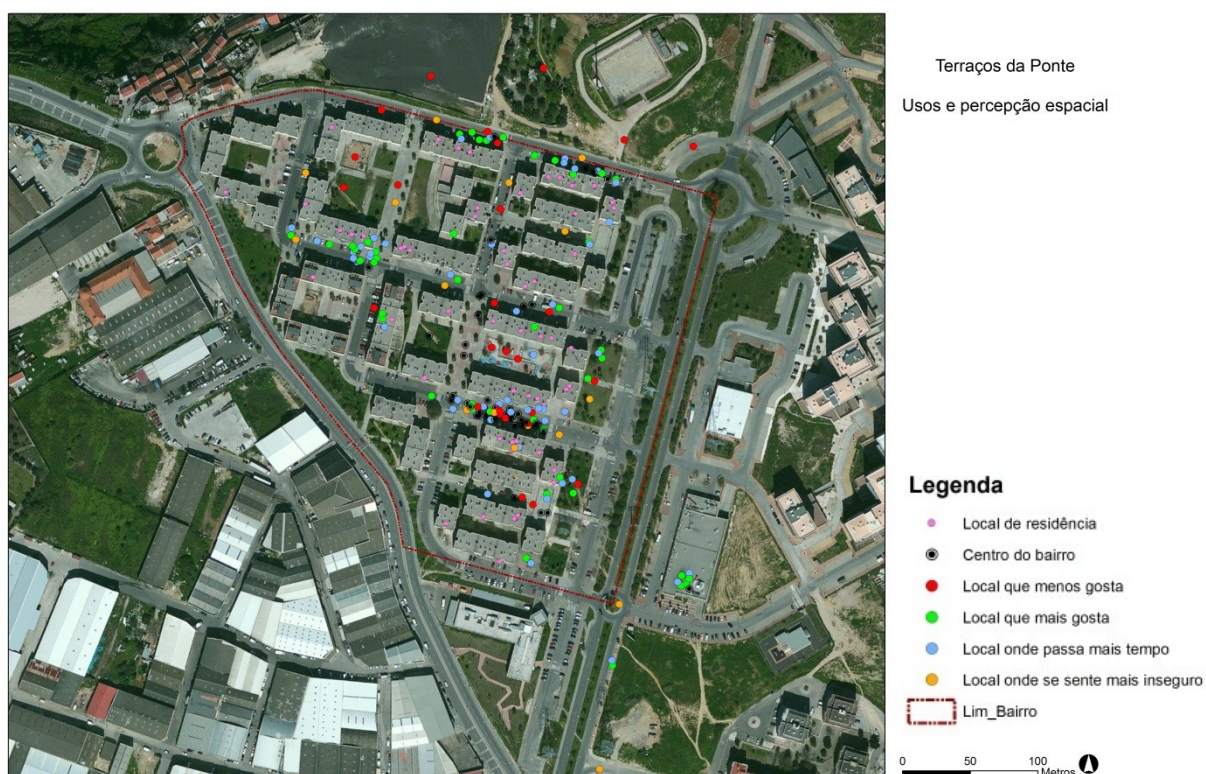 Terraços da Ponte
Usos e percepção espacial
Legenda
Local de residência
Centro do bairro
Local que menos gosta
Local que mais gosta
Local onde passa mais tempo
Local onde se sente mais inseguro
Lim_Bairro
0 50 100
Metros